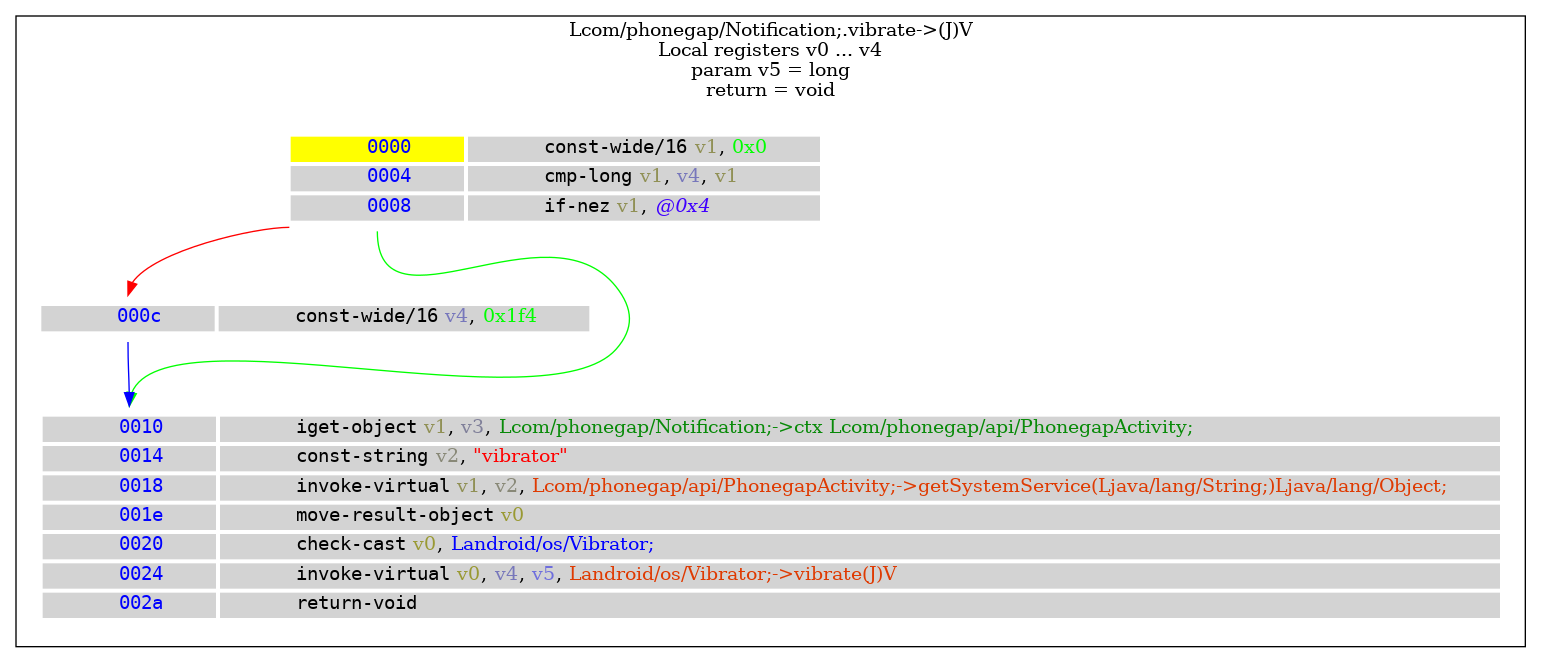 Lcom/phonegap/Notification;.vibrate->(J)V
Local registers v0 ... v4
param v5 = long
return = void
0000 const-wide/16 v1, 0x0
0004 cmp-long v1, v4, v1
0008 if-nez v1, @0x4
000c const-wide/16 v4, 0x1f4
0010 iget-object v1, v3, Lcom/phonegap/Notification;->ctx Lcom/phonegap/api/PhonegapActivity;
0014 const-string v2, "vibrator"
0018 invoke-virtual v1, v2, Lcom/phonegap/api/PhonegapActivity;->getSystemService(Ljava/lang/String;)Ljava/lang/Object;
001e move-result-object v0
0020 check-cast v0, Landroid/os/Vibrator;
0024 invoke-virtual v0, v4, v5, Landroid/os/Vibrator;->vibrate(J)V
002a return-void